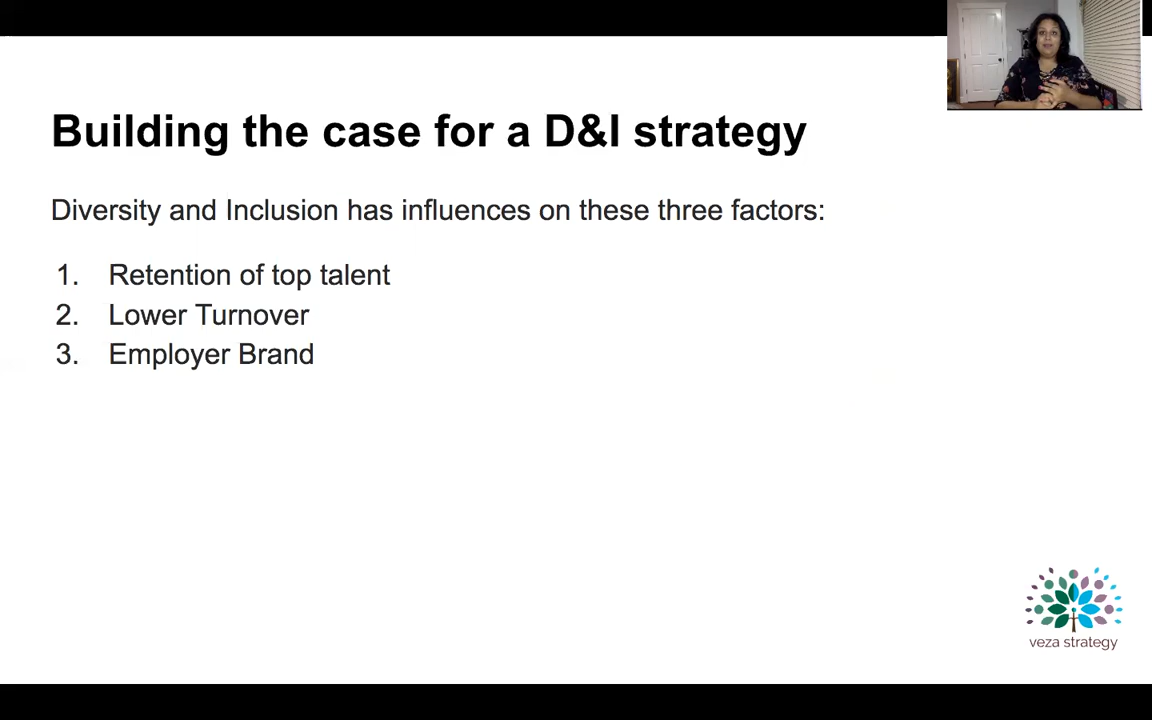 Building the case for a D&I strategy
Diversity and Inclusion has influences on these three factors:
1. Retention of top talent
2. Lower Turnover
3. Employer Brand
veza strategy